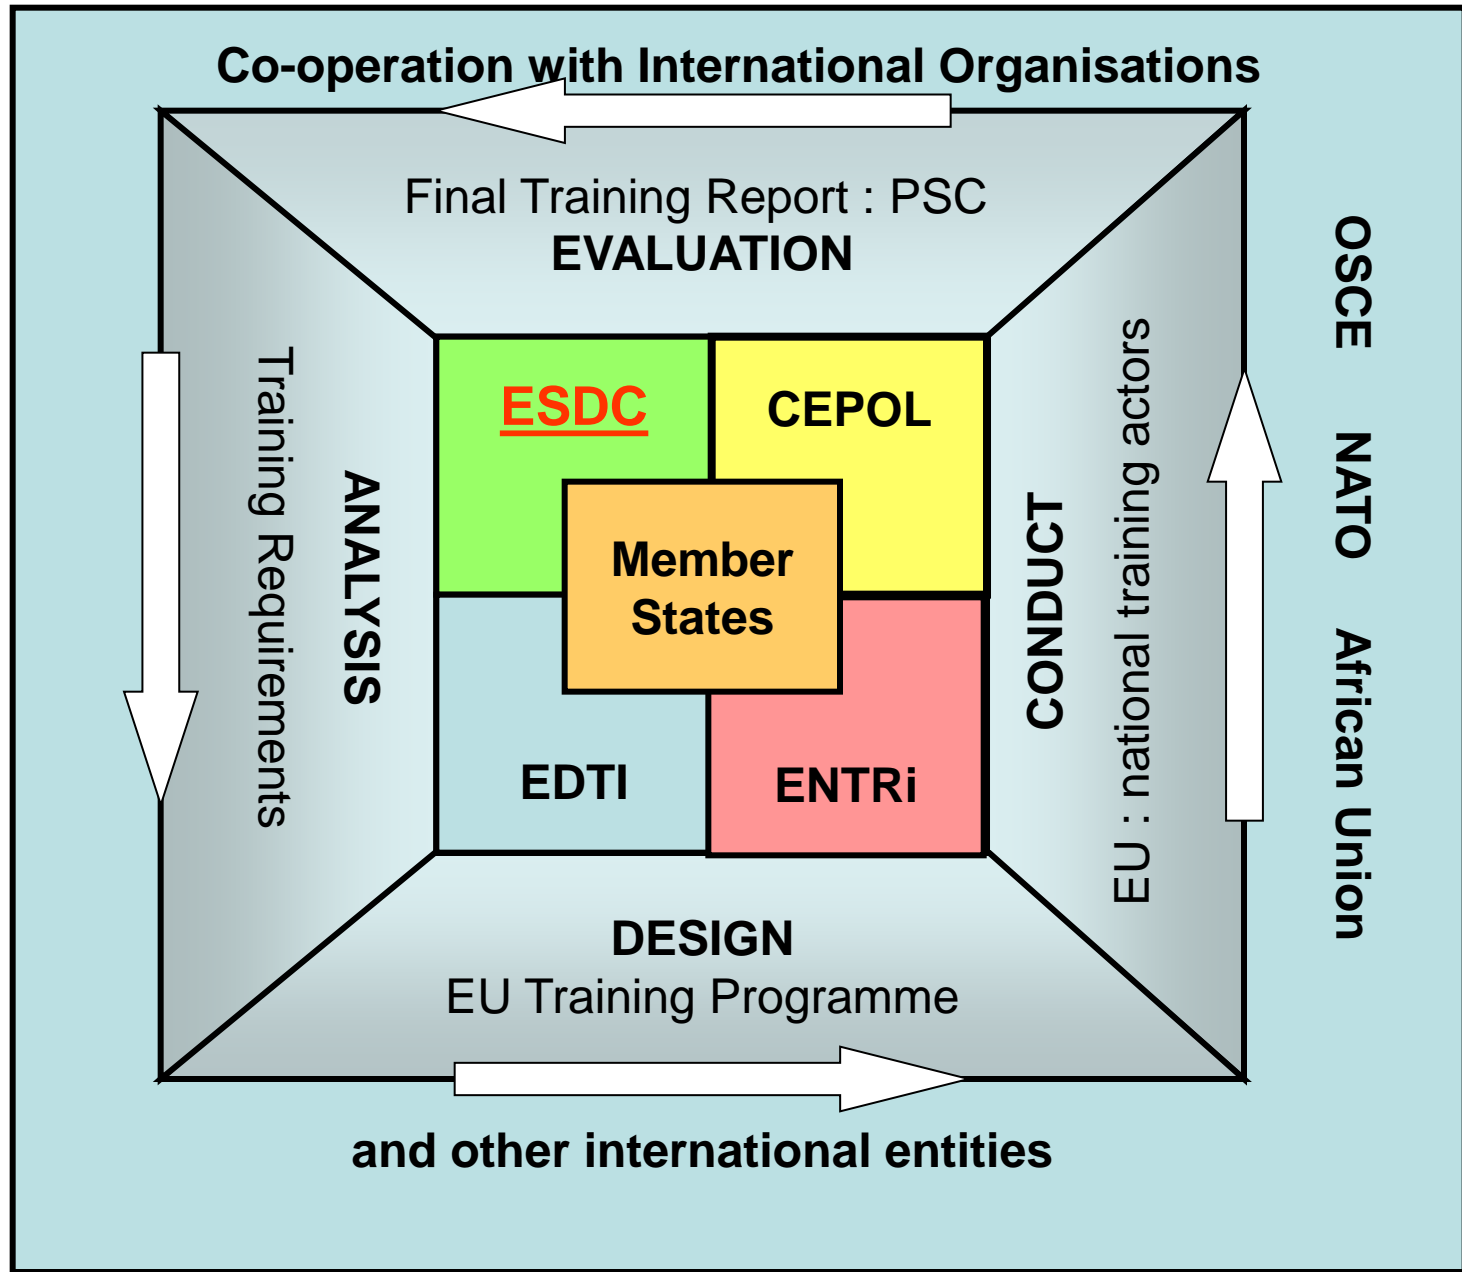 Co-operation with International Organisations
Final Training Report : PSC
EVALUATION
OSCE NATO African Union
Training Requirements
ANALYSIS
ESDC
CEPOL
Member
States
EDTI
ENTRi
CONDUCT
EU : national training actors
DESIGN
EU Training Programme
and other international entities